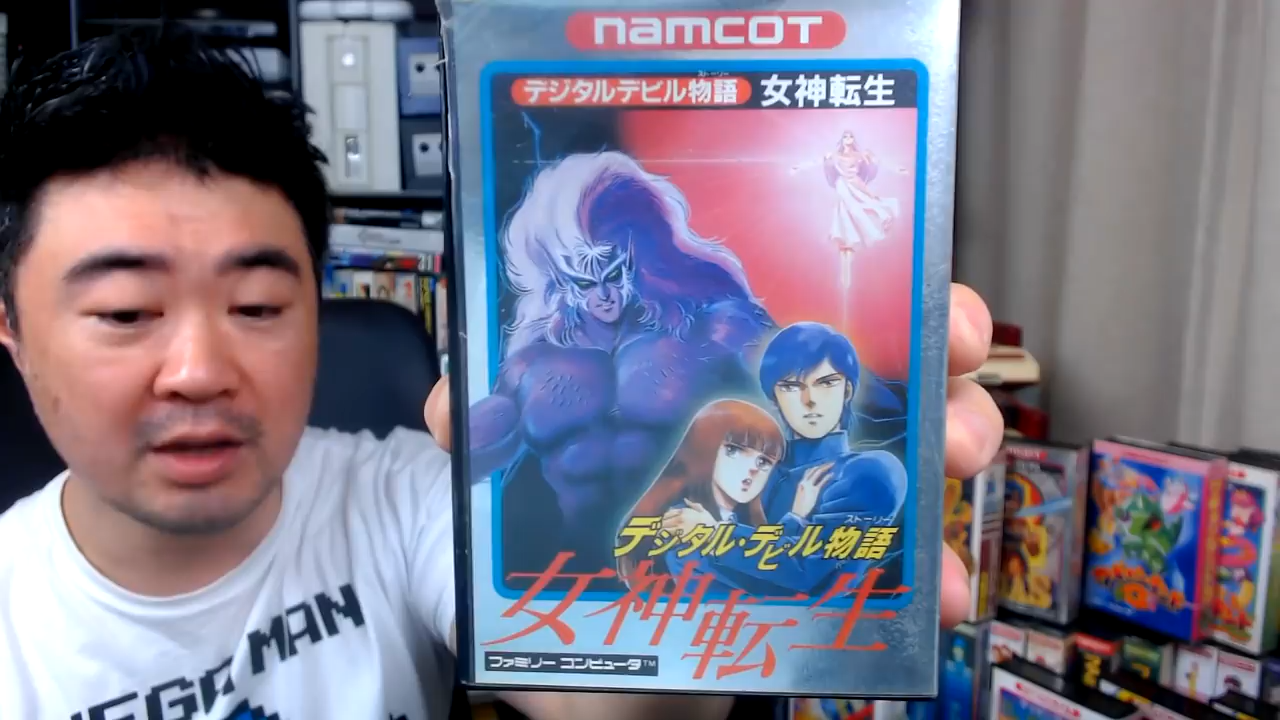 namcot
ストーリー
デジタルデビル物語 女神転生
ストーリー
デジタル・デビル物語
女神転生
ファミリー コンピュータ™
MEGA MAN
31